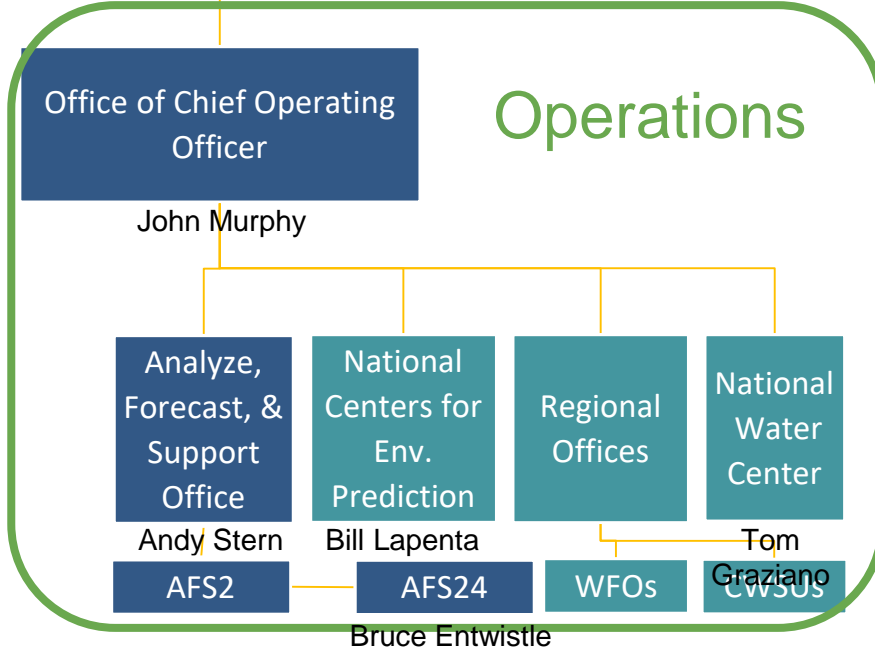 Office of Chief Operating
Officer
Operations
John Murphy
Analyze,
Forecast, &
Support
Office
National
Centers for
Env.
Prediction
Regional
Offices
National
Water
Center
Andy Stern
Bill Lapenta
Tom
Graziano
AFS2
AFS24
WFOs
CWSUs
Bruce Entwistle